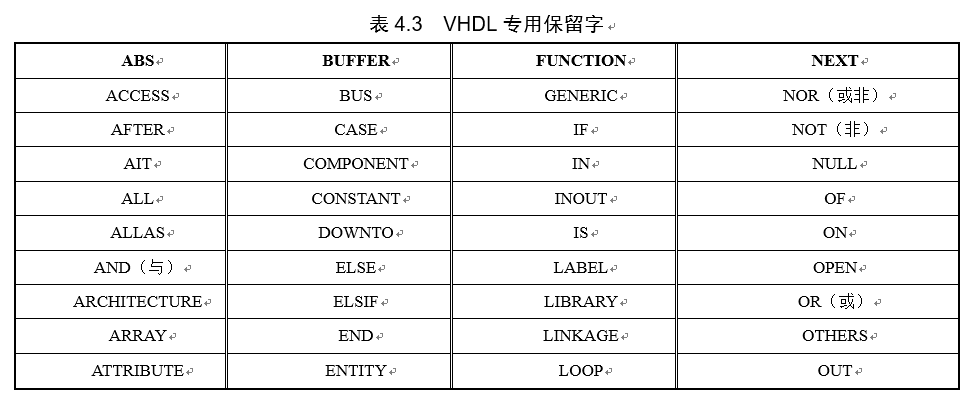 表 4.3 VHDL 专用保留字
ABS BUFFER FUNCTION NEXT
ACCESS BUS GENERIC NOR（或非）
AFTER CASE IF NOT（非）
AIT COMPONENT IN NULL
ALL CONSTANT INOUT OF
ALLAS DOWNTO IS ON
AND（与） ELSE LABEL OPEN
ARCHITECTURE ELSIF LIBRARY OR（或）
ARRAY END LINKAGE OTHERS
ATTRIBUTE ENTITY LOOP OUT